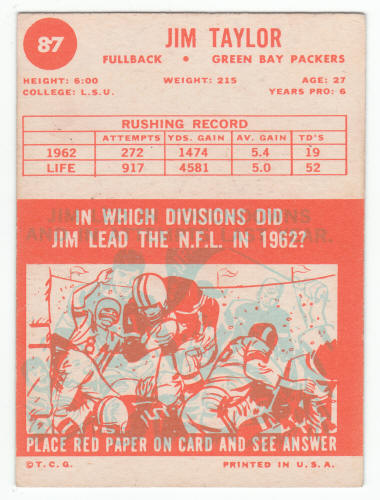 87
JIM TAYLOR
FULLBACK • GREEN BAY PACKERS
HEIGHT: 6:00 WEIGHT: 215 AGE: 27
COLLEGE: L.S.U. YEARS PRO: 6
RUSHING RECORD
ATTEMPTS YDS. GAIN AV. GAIN TD'S
1962 272 1474 5.4 19
LIFE 917 4581 5.0 52
IN WHICH DIVISIONS DID
JIM LEAD THE N.F.L. IN 1962?
PLACE RED PAPER ON CARD AND SEE ANSWER
© T.C.G. PRINTED IN U.S.A.